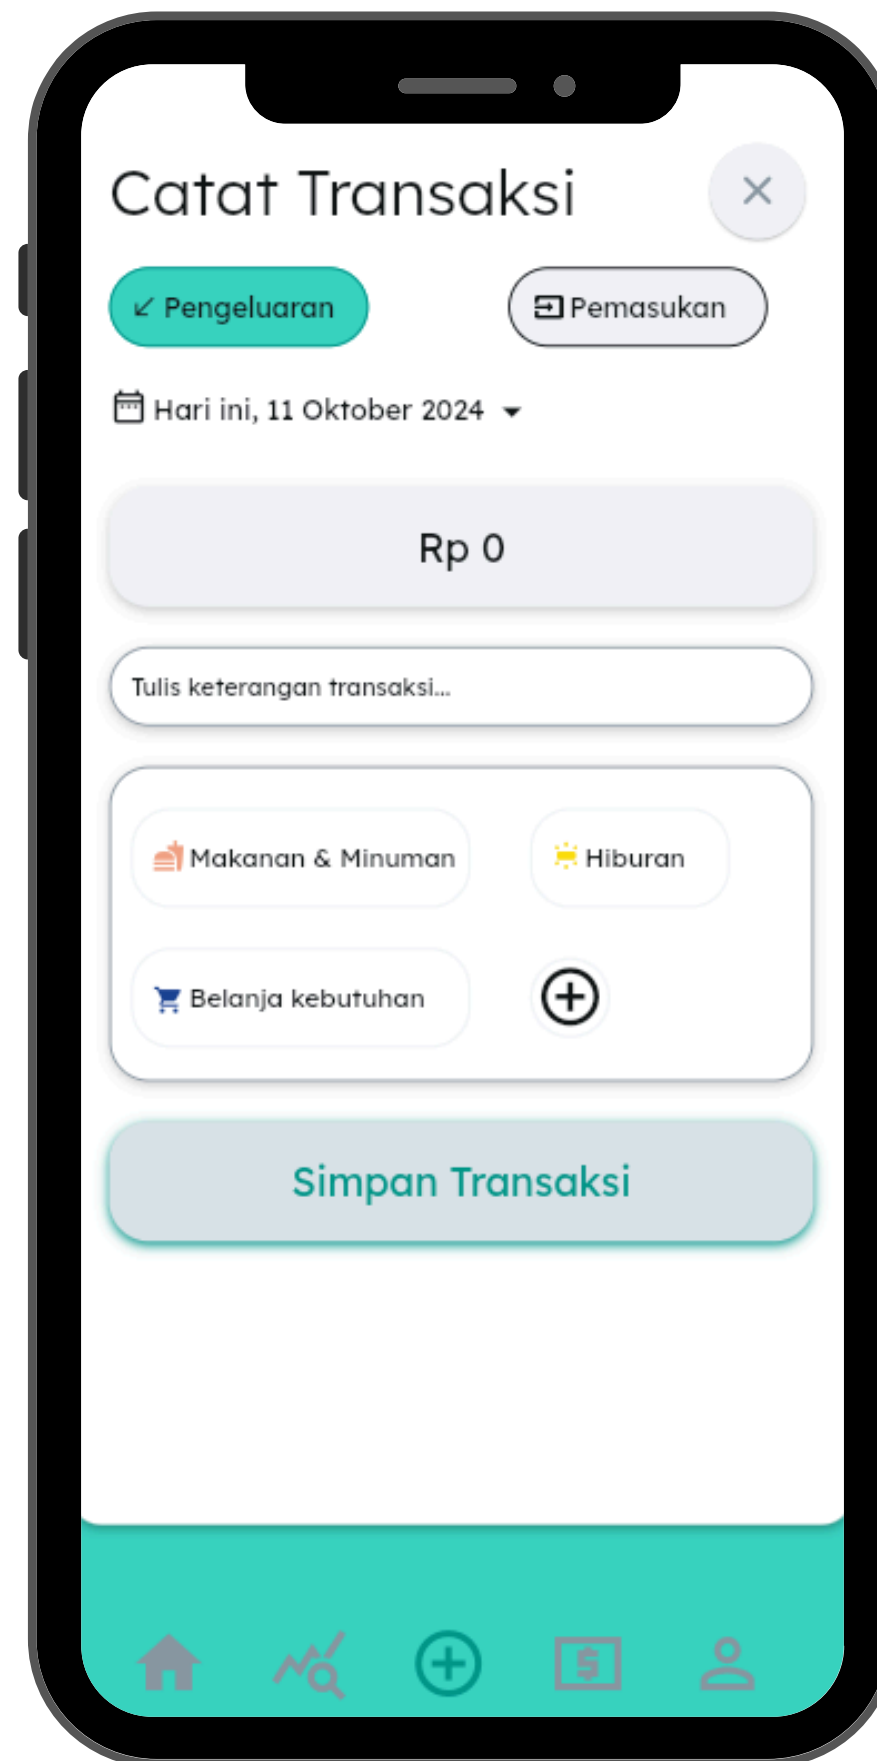 Catat Transaksi
Pengeluaran
Pemasukan
Hari ini, 11 Oktober 2024
Rp 0
Tulis keterangan transaksi...
Makanan & Minuman
Hiburan
Belanja kebutuhan
Simpan Transaksi